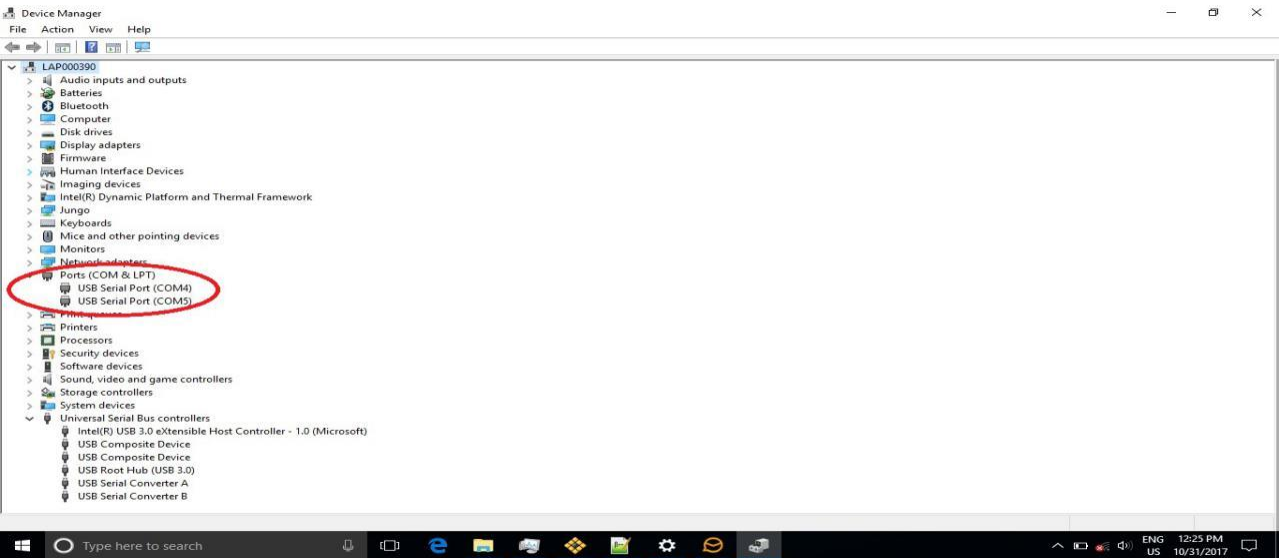 Device Manager
File Action View Help
LAP000390
Audio inputs and outputs
Batteries
Bluetooth
Computer
Disk drives
Display adapters
Firmware
Human Interface Devices
Imaging devices
Intel(R) Dynamic Platform and Thermal Framework
Jungo
Keyboards
Mice and other pointing devices
Monitors
Network adapters
Ports (COM & LPT)
USB Serial Port (COM4)
USB Serial Port (COM5)
Print queues
Printers
Processors
Security devices
Software devices
Sound, video and game controllers
Storage controllers
System devices
Universal Serial Bus controllers
Intel(R) USB 3.0 eXtensible Host Controller - 1.0 (Microsoft)
USB Composite Device
USB Composite Device
USB Root Hub (USB 3.0)
USB Serial Converter A
USB Serial Converter B
Type here to search
ENG 12:25 PM
US 10/31/2017